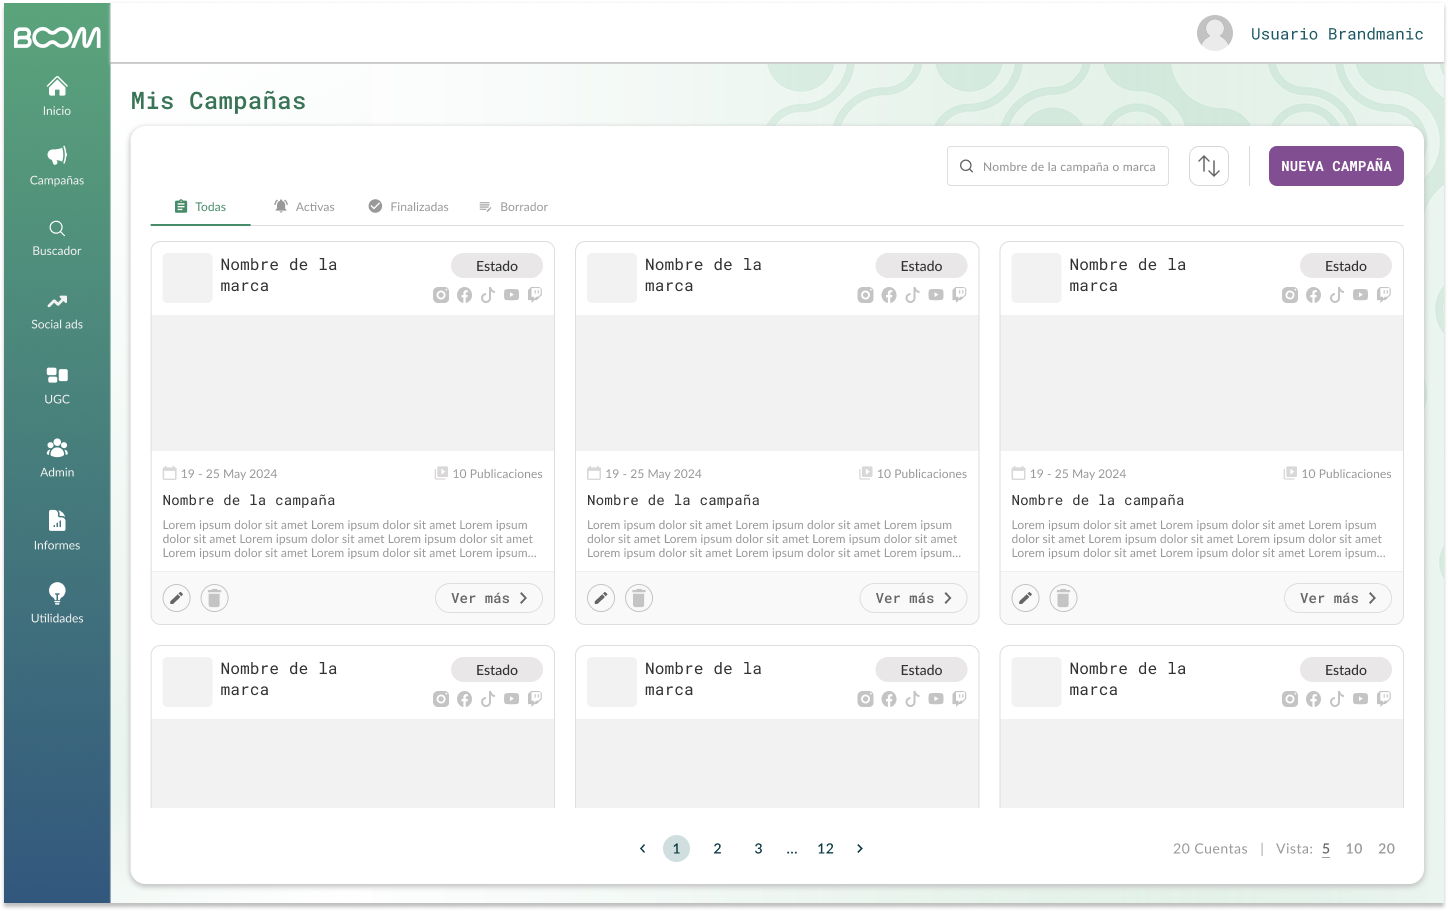 BOOM
Usuario Brandmanic
Inicio
Campañas
Buscador
Social ads
UGC
Admin
Informes
Utilidades
Mis Campañas
Nombre de la campaña o marca
NUEVA CAMPAÑA
Todas
Activas
Finalizadas
Borrador
Nombre de la
marca
Estado
19 - 25 May 2024
10 Publicaciones
Nombre de la campaña
Lorem ipsum dolor sit amet Lorem ipsum dolor sit amet Lorem ipsum
dolor sit amet Lorem ipsum dolor sit amet Lorem ipsum dolor sit amet
Lorem ipsum dolor sit amet Lorem ipsum dolor sit amet Lorem ipsum...
Ver más
Nombre de la
marca
Estado
19 - 25 May 2024
10 Publicaciones
Nombre de la campaña
Lorem ipsum dolor sit amet Lorem ipsum dolor sit amet Lorem ipsum
dolor sit amet Lorem ipsum dolor sit amet Lorem ipsum dolor sit amet
Lorem ipsum dolor sit amet Lorem ipsum dolor sit amet Lorem ipsum...
Ver más
Nombre de la
marca
Estado
19 - 25 May 2024
10 Publicaciones
Nombre de la campaña
Lorem ipsum dolor sit amet Lorem ipsum dolor sit amet Lorem ipsum
dolor sit amet Lorem ipsum dolor sit amet Lorem ipsum dolor sit amet
Lorem ipsum dolor sit amet Lorem ipsum dolor sit amet Lorem ipsum...
Ver más
Nombre de la
marca
Estado
Nombre de la
marca
Estado
Nombre de la
marca
Estado
1 2 3 ... 12
20 Cuentas | Vista: 5 10 20